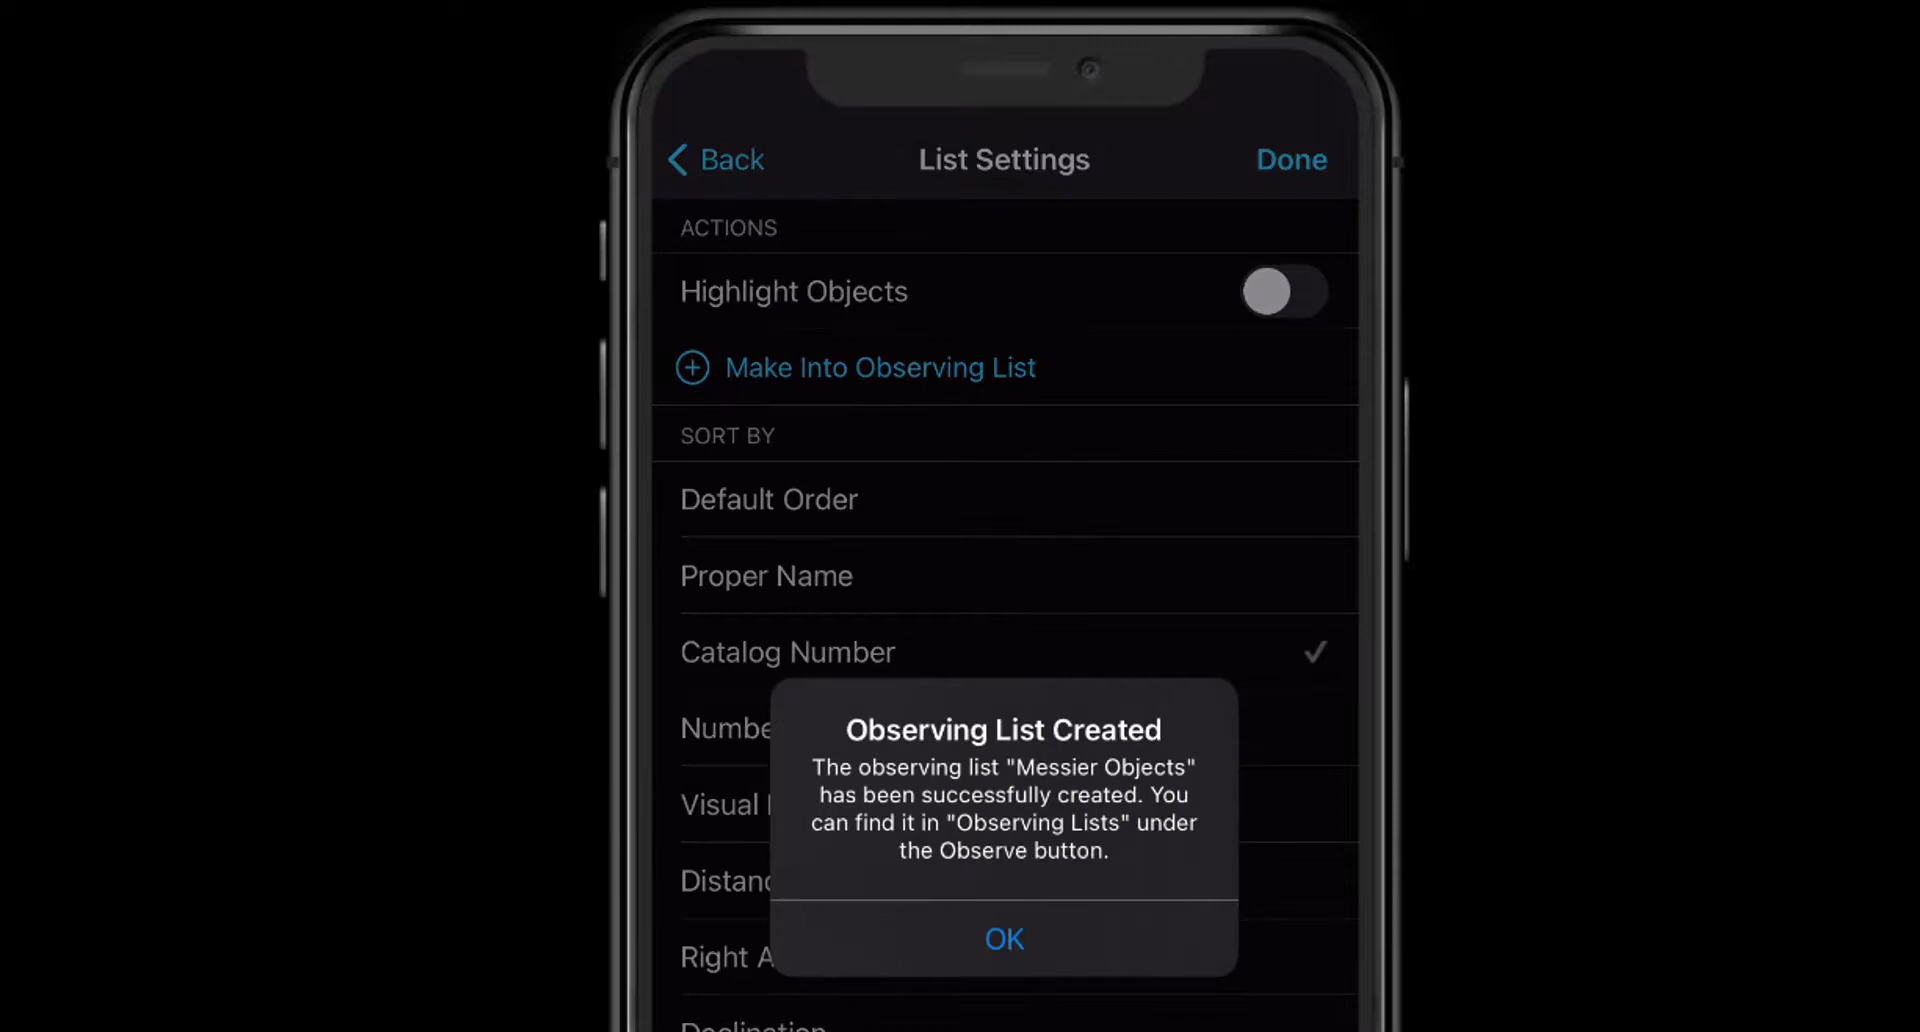 Back
List Settings
Done
ACTIONS
Highlight Objects
Make Into Observing List
SORT BY
Default Order
Proper Name
Catalog Number
Visual
Right
Observing List Created
The observing list "Messier Objects"
has been successfully created. You
can find it in "Observing Lists" under
the Observe button.
OK